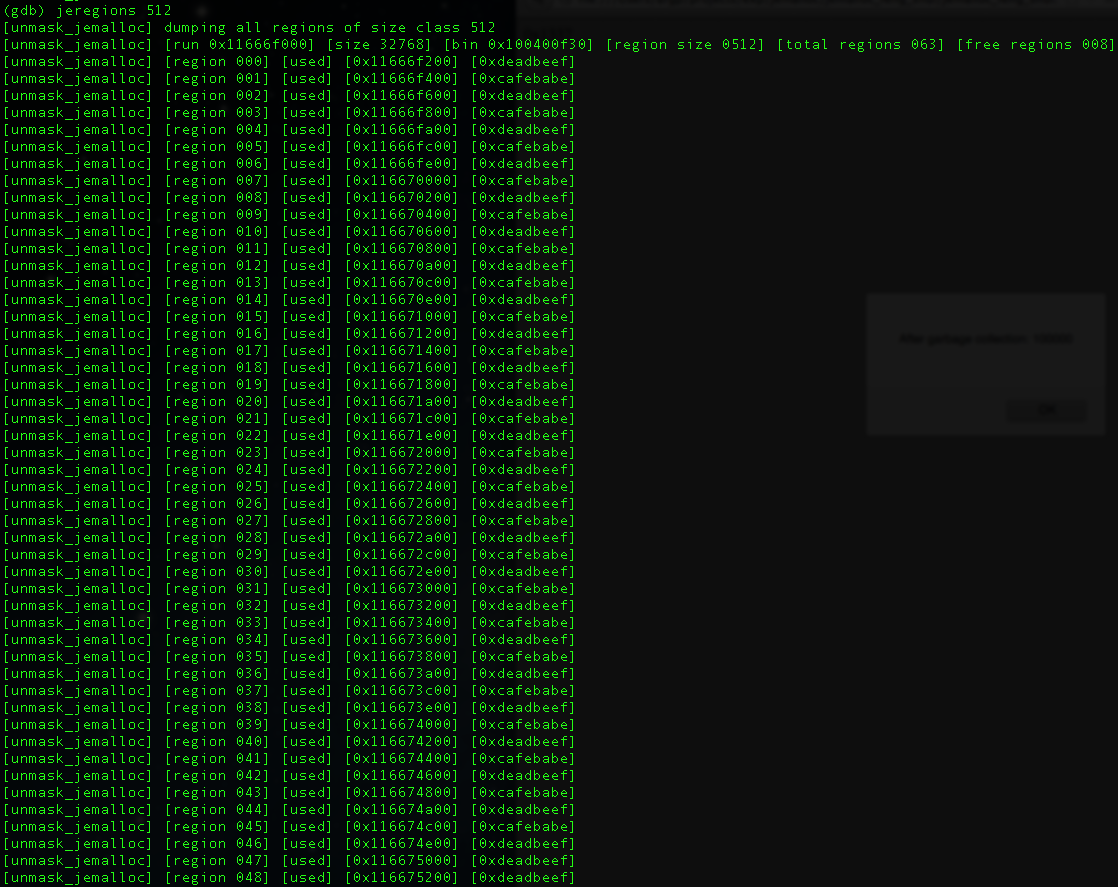 (gdb) jeregions 512
[unmask_jemalloc] dumping all regions of size class 512
[unmask_jemalloc] [run 0x11666f000] [size 32768] [bin 0x100400f30] [region size 0512] [total regions 063] [free regions 008]
[unmask_jemalloc] [region 000] [used] [0x11666f200] [0xdeadbeef]
[unmask_jemalloc] [region 001] [used] [0x11666f400] [0xcafebabe]
[unmask_jemalloc] [region 002] [used] [0x11666f600] [0xdeadbeef]
[unmask_jemalloc] [region 003] [used] [0x11666f800] [0xcafebabe]
[unmask_jemalloc] [region 004] [used] [0x11666fa00] [0xdeadbeef]
[unmask_jemalloc] [region 005] [used] [0x11666fc00] [0xcafebabe]
[unmask_jemalloc] [region 006] [used] [0x11666fe00] [0xdeadbeef]
[unmask_jemalloc] [region 007] [used] [0x116670000] [0xcafebabe]
[unmask_jemalloc] [region 008] [used] [0x116670200] [0xdeadbeef]
[unmask_jemalloc] [region 009] [used] [0x116670400] [0xcafebabe]
[unmask_jemalloc] [region 010] [used] [0x116670600] [0xdeadbeef]
[unmask_jemalloc] [region 011] [used] [0x116670800] [0xcafebabe]
[unmask_jemalloc] [region 012] [used] [0x116670a00] [0xdeadbeef]
[unmask_jemalloc] [region 013] [used] [0x116670c00] [0xcafebabe]
[unmask_jemalloc] [region 014] [used] [0x116670e00] [0xdeadbeef]
[unmask_jemalloc] [region 015] [used] [0x116671000] [0xcafebabe]
[unmask_jemalloc] [region 016] [used] [0x116671200] [0xdeadbeef]
[unmask_jemalloc] [region 017] [used] [0x116671400] [0xcafebabe]
[unmask_jemalloc] [region 018] [used] [0x116671600] [0xdeadbeef]
[unmask_jemalloc] [region 019] [used] [0x116671800] [0xcafebabe]
[unmask_jemalloc] [region 020] [used] [0x116671a00] [0xdeadbeef]
[unmask_jemalloc] [region 021] [used] [0x116671c00] [0xcafebabe]
[unmask_jemalloc] [region 022] [used] [0x116671e00] [0xdeadbeef]
[unmask_jemalloc] [region 023] [used] [0x116672000] [0xcafebabe]
[unmask_jemalloc] [region 024] [used] [0x116672200] [0xdeadbeef]
[unmask_jemalloc] [region 025] [used] [0x116672400] [0xcafebabe]
[unmask_jemalloc] [region 026] [used] [0x116672600] [0xdeadbeef]
[unmask_jemalloc] [region 027] [used] [0x116672800] [0xcafebabe]
[unmask_jemalloc] [region 028] [used] [0x116672a00] [0xdeadbeef]
[unmask_jemalloc] [region 029] [used] [0x116672c00] [0xcafebabe]
[unmask_jemalloc] [region 030] [used] [0x116672e00] [0xdeadbeef]
[unmask_jemalloc] [region 031] [used] [0x116673000] [0xcafebabe]
[unmask_jemalloc] [region 032] [used] [0x116673200] [0xdeadbeef]
[unmask_jemalloc] [region 033] [used] [0x116673400] [0xcafebabe]
[unmask_jemalloc] [region 034] [used] [0x116673600] [0xdeadbeef]
[unmask_jemalloc] [region 035] [used] [0x116673800] [0xcafebabe]
[unmask_jemalloc] [region 036] [used] [0x116673a00] [0xdeadbeef]
[unmask_jemalloc] [region 037] [used] [0x116673c00] [0xcafebabe]
[unmask_jemalloc] [region 038] [used] [0x116673e00] [0xdeadbeef]
[unmask_jemalloc] [region 039] [used] [0x116674000] [0xcafebabe]
[unmask_jemalloc] [region 040] [used] [0x116674200] [0xdeadbeef]
[unmask_jemalloc] [region 041] [used] [0x116674400] [0xcafebabe]
[unmask_jemalloc] [region 042] [used] [0x116674600] [0xdeadbeef]
[unmask_jemalloc] [region 043] [used] [0x116674800] [0xcafebabe]
[unmask_jemalloc] [region 044] [used] [0x116674a00] [0xdeadbeef]
[unmask_jemalloc] [region 045] [used] [0x116674c00] [0xcafebabe]
[unmask_jemalloc] [region 046] [used] [0x116674e00] [0xdeadbeef]
[unmask_jemalloc] [region 047] [used] [0x116675000] [0xdeadbeef]
[unmask_jemalloc] [region 048] [used] [0x116675200] [0xdeadbeef]